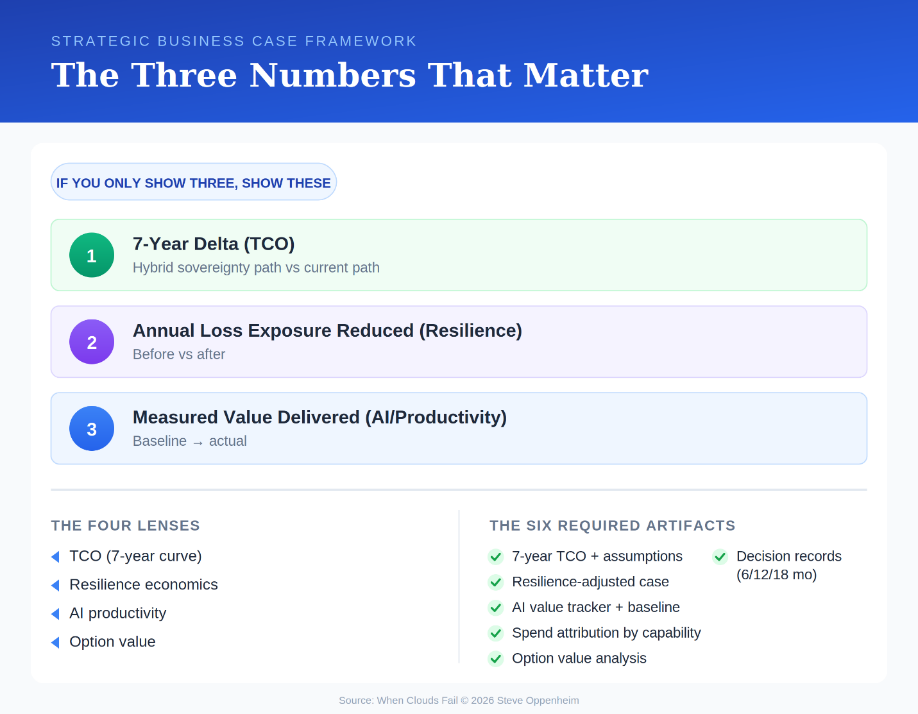 STRATEGIC BUSINESS CASE FRAMEWORK
The Three Numbers That Matter
IF YOU ONLY SHOW THREE, SHOW THESE
1
7-Year Delta (TCO)
Hybrid sovereignty path vs current path
2
Annual Loss Exposure Reduced (Resilience)
Before vs after
3
Measured Value Delivered (AI/Productivity)
Baseline → actual
THE FOUR LENSES
TCO (7-year curve)
Resilience economics
AI productivity
Option value
THE SIX REQUIRED ARTIFACTS
7-year TCO + assumptions
Resilience-adjusted case
AI value tracker + baseline
Spend attribution by capability
Option value analysis
Decision records
(6/12/18 mo)
Source: When Clouds Fail © 2026 Steve Oppenheim